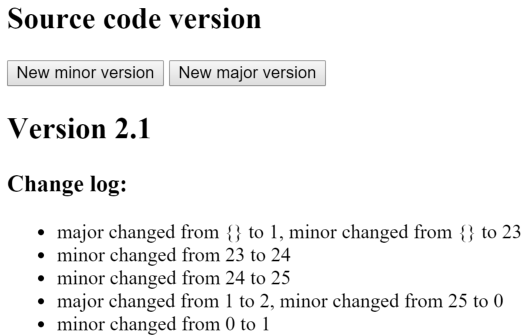 Source code version
New minor version New major version
Version 2.1
Change log:
• major changed from {} to 1, minor changed from {} to 23
• minor changed from 23 to 24
• minor changed from 24 to 25
• major changed from 1 to 2, minor changed from 25 to 0
• minor changed from 0 to 1